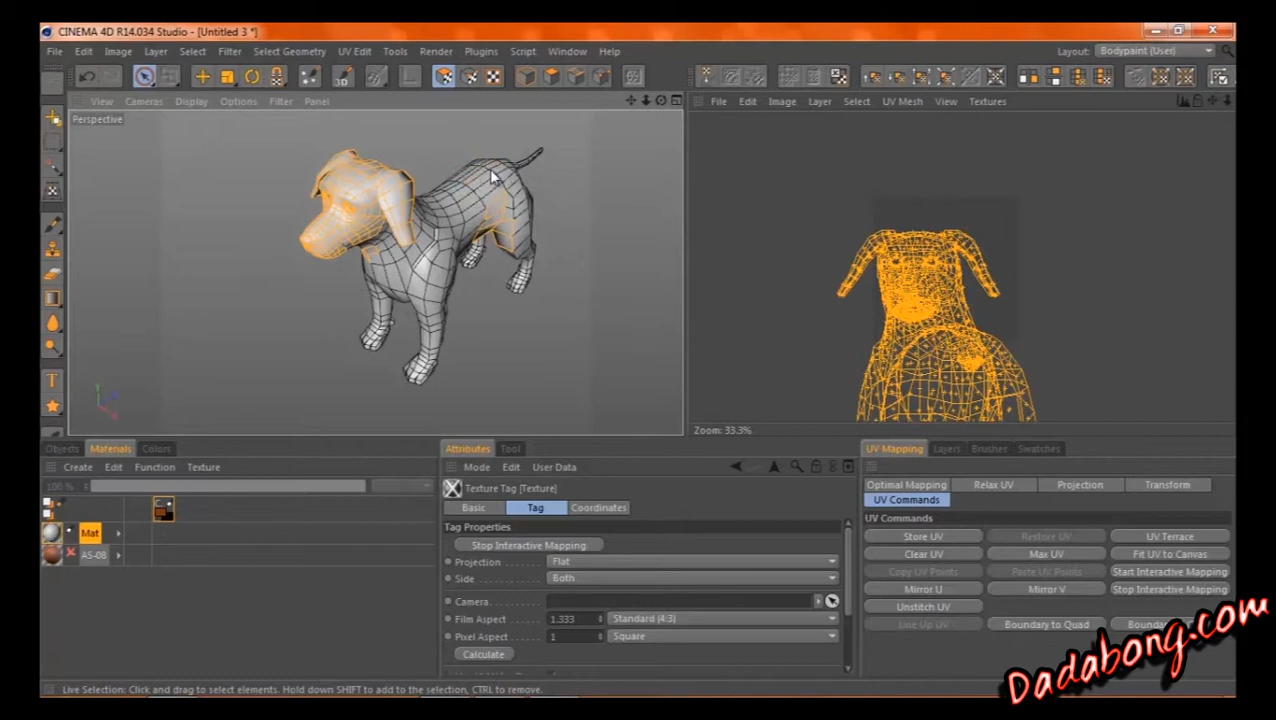 CINEMA 4D R14.034 Studio - [Untitled 3 *]
File Edit Image Layer Select Filter Select Geometry UV Edit Tools Render Plugins Script Window Help
Layout: Bodypaint (User)
View Cameras Display Options Filter Panel
File Edit Image Layer Select UV Mesh View Textures
Perspective
Zoom: 33.3%
Objects Materials Colors
Attributes Tool
UV Mapping Layers Brushes Swatches
Create Edit Function Texture
Mode Edit User Data
100 %
Texture Tag [Texture]
Optimal Mapping Relax UV Projection Transform
UV Commands
Basic Tag Coordinates
UV Commands
Tag Properties
Mat
AS-08
Stop Interactive Mapping
Projection Flat
Side Both
Camera
Film Aspect 1.333 Standard (4:3)
Pixel Aspect 1 Square
Calculate
Store UV Restore UV UV Terrace
Clear UV Max UV Fit UV to Canvas
Copy UV Points Paste UV Points Start Interactive Mapping
Mirror U Mirror V Stop Interactive Mapping
Unstitch UV
Line Up UV Boundary to Quad Bounda
Dadabong.com
Live Selection: Click and drag to select elements. Hold down SHIFT to add to the selection, CTRL to remove.